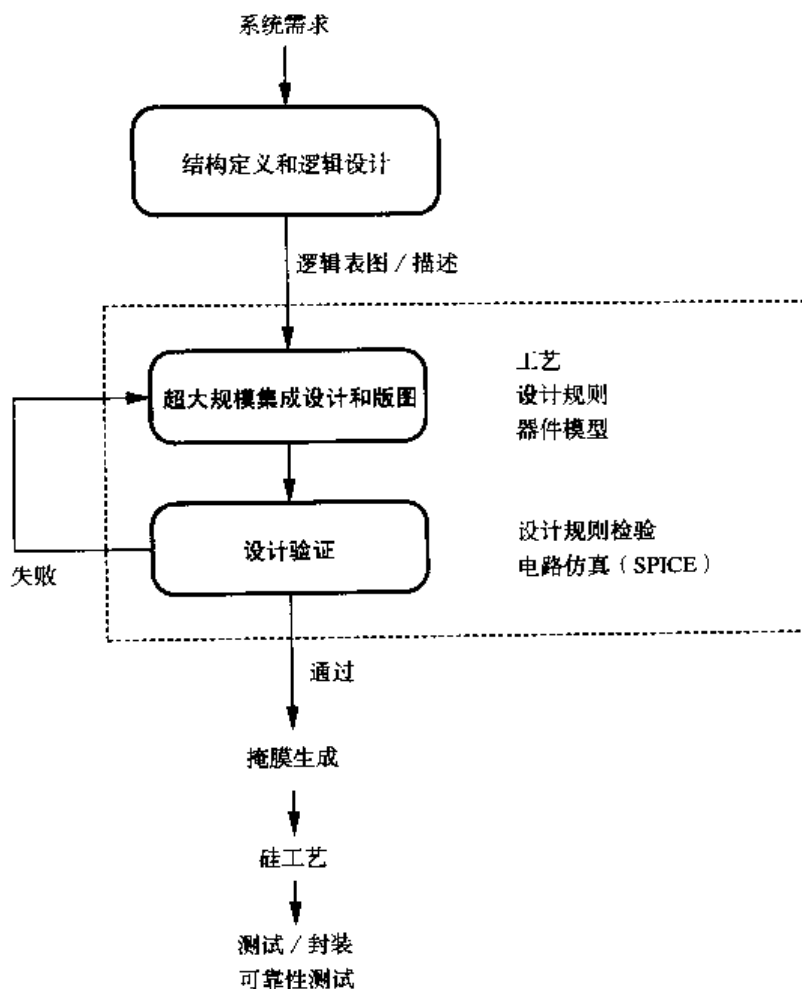 系统需求
结构定义和逻辑设计
逻辑表图／描述
超大规模集成设计和版图
工艺
设计规则
器件模型
设计验证
设计规则检验
电路仿真（SPICE）
失败
通过
掩膜生成
硅工艺
测试／封装
可靠性测试